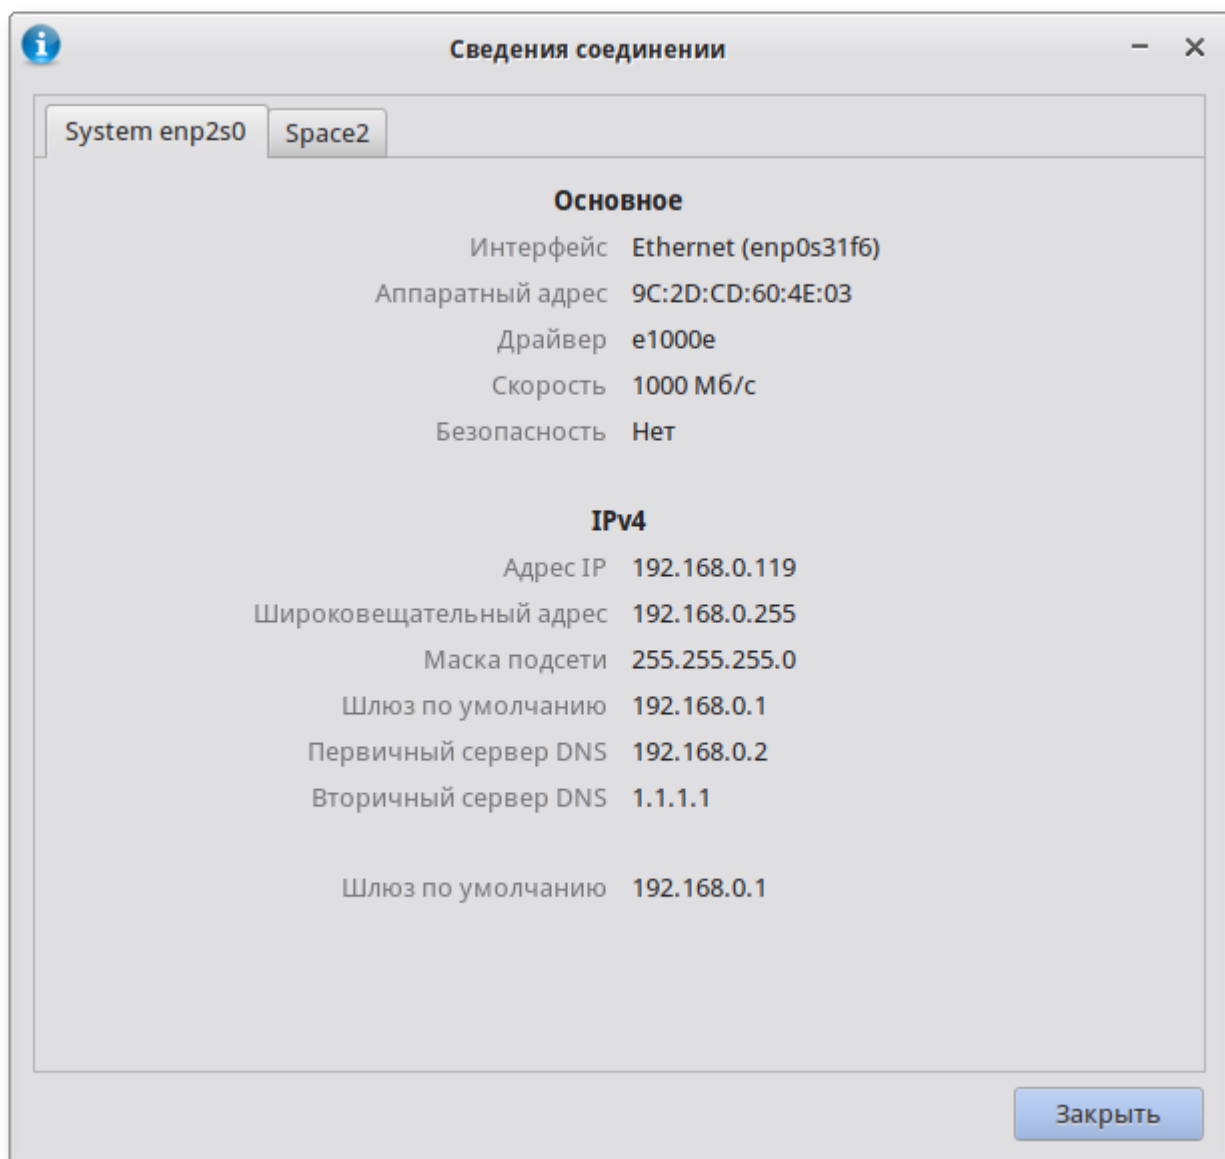 Сведения соединении
System enp2s0
Space2
Основное
Интерфейс Ethernet (enp0s31f6)
Аппаратный адрес 9C:2D:CD:60:4E:03
Драйвер e1000e
Скорость 1000 Мб/с
Безопасность Нет
IPv4
Адрес IP 192.168.0.119
Широковещательный адрес 192.168.0.255
Маска подсети 255.255.255.0
Шлюз по умолчанию 192.168.0.1
Первичный сервер DNS 192.168.0.2
Вторичный сервер DNS 1.1.1.1
Шлюз по умолчанию 192.168.0.1
Закрыть